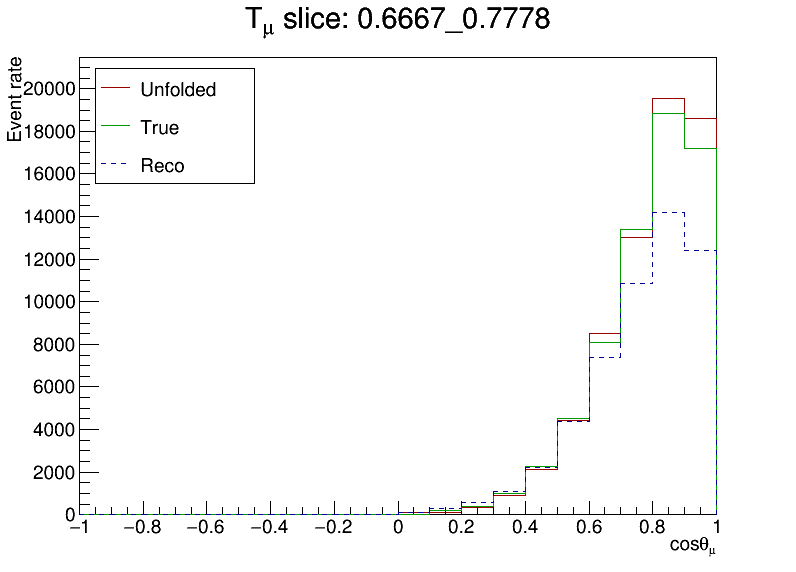 T_μ slice: 0.6667_0.7778
Event rate
Unfolded
True
Reco
20000
18000
16000
14000
12000
10000
8000
6000
4000
2000
0
−1 −0.8 −0.6 −0.4 −0.2 0 0.2 0.4 0.6 0.8 1
cosθ_μ